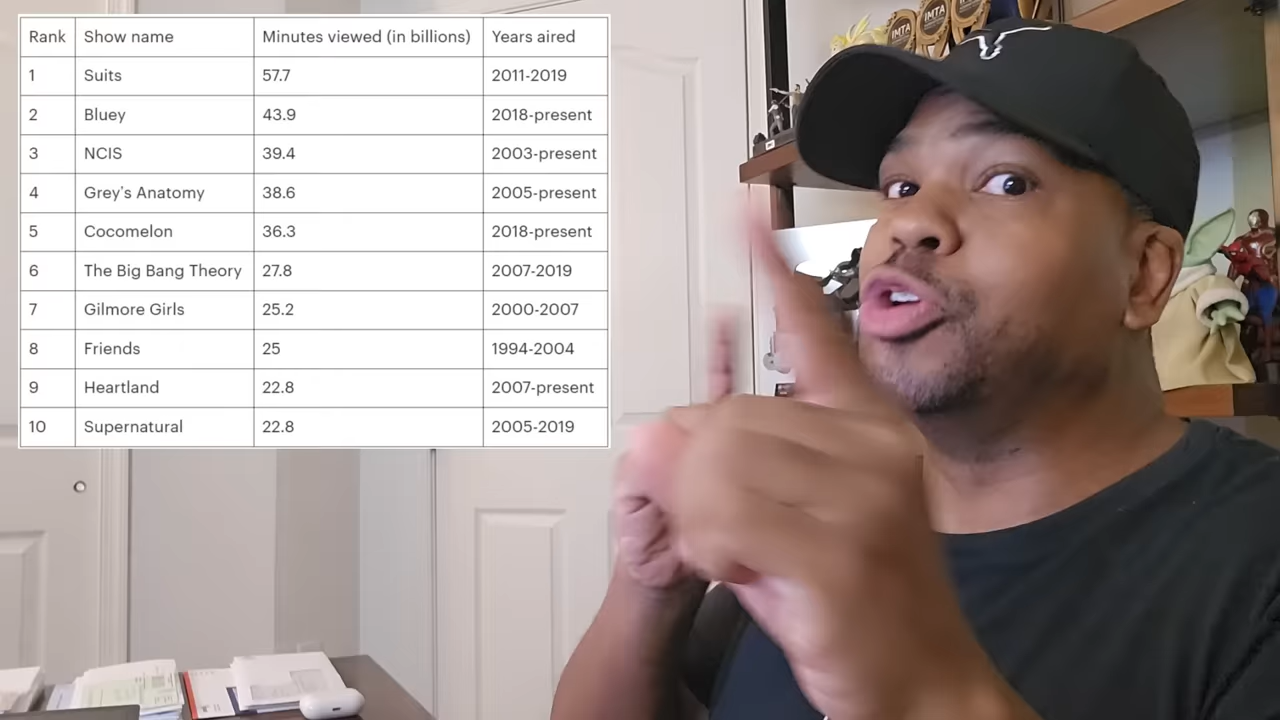 Rank Show name Minutes viewed (in billions) Years aired
1 Suits 57.7 2011-2019
2 Bluey 43.9 2018-present
3 NCIS 39.4 2003-present
4 Grey's Anatomy 38.6 2005-present
5 Cocomelon 36.3 2018-present
6 The Big Bang Theory 27.8 2007-2019
7 Gilmore Girls 25.2 2000-2007
8 Friends 25 1994-2004
9 Heartland 22.8 2007-present
10 Supernatural 22.8 2005-2019
IMTA IMTA IMTA